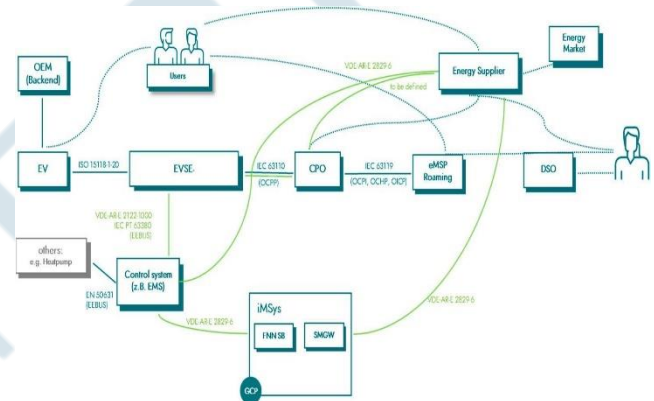 OEM
(Backend)
Users
VDE-AR-E 2829-6
to be defined
Energy Supplier
Energy
Market
EV
ISO 15118-1-20
EVSE
IEC 63110
(OCPP)
CPO
IEC 63119
(OCPI, OCHP, OICP)
eMSP
Roaming
DSO
VDE-AR-E 2122-1000
IEC PT 63380
(EEBUS)
others:
e.g. Heatpump
EN 50631
(EEBUS)
Control system
(z.B. EMS)
VDE-AR-E 2829-6
iMSys
FNN SB
SMGW
VDE-AR-E 2829-6
GCP